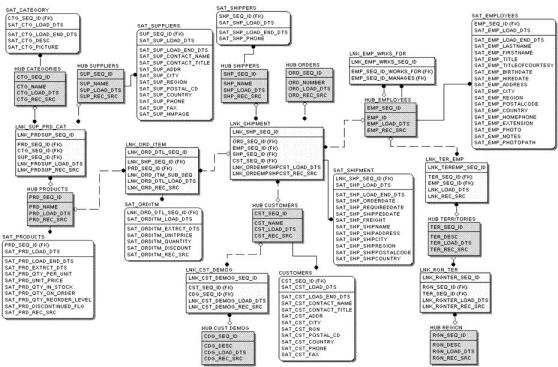 SAT_CATEGORY
CTG_SEQ_ID (FK)
SAT_CTG_LOAD_DTS
SAT_CTG_LOAD_END_DTS
SAT_CTG_DESC
SAT_CTG_PICTURE
HUB CATEGORIES
CTG_SEQ_ID
CTG_NAME
CTG_LOAD_DTS
CTG_REC_SRC
LNK_SUP_PRD_CAT
LNK_PRDSUP_SEQ_ID
PRD_SEQ_ID (FK)
CTG_SEQ_ID (FK)
SUP_SEQ_ID (FK)
LNK_PRDSUP_LOAD_DTS
LNK_PRDSUP_REC_SRC
HUB PRODUCTS
PRD_SEQ_ID
PRD_NAME
PRD_LOAD_DTS
PRD_REC_SRC
SAT_PRODUCTS
PRD_SEQ_ID (FK)
SAT_PRD_LOAD_DTS
SAT_PRD_LOAD_END_DTS
SAT_PRD_EXTRCT_DTS
SAT_PRD_QTY_PER_UNIT
SAT_PRD_UNIT_PRICE
SAT_PRD_QTY_IN_STOCK
SAT_PRD_QTY_ON_ORDER
SAT_PRD_QTY_REORDER_LEVEL
SAT_PRD_DISCONTINUED_FLG
SAT_PRD_REC_SRC
SAT_SUPPLIERS
SUP_SEQ_ID (FK)
SAT_SUP_LOAD_DTS
SAT_SUP_LOAD_END_DTS
SAT_SUP_CONTACT_NAME
SAT_SUP_CONTACT_TITLE
SAT_SUP_ADDR
SAT_SUP_CITY
SAT_SUP_REGION
SAT_SUP_POSTAL_CD
SAT_SUP_COUNTRY
SAT_SUP_PHONE
SAT_SUP_FAX
SAT_SUP_HMPAGE
HUB SUPPLIERS
SUP_SEQ_ID
SUP_NAME
SUP_LOAD_DTS
SUP_REC_SRC
SAT_SHIPPERS
SHP_SEQ_ID (FK)
SAT_SHP_LOAD_DTS
SAT_SHP_LOAD_END_DTS
SAT_SHP_PHONE
HUB SHIPPERS
SHP_SEQ_ID
SHP_NAME
SHP_LOAD_DTS
SHP_REC_SRC
HUB ORDERS
ORD_SEQ_ID
ORD_NUMBER
ORD_LOAD_DTS
ORD_REC_SRC
LNK_ORD_ITEM
LNK_ORD_DTL_SEQ_ID
LNK_SHP_SEQ_ID (FK)
PRD_SEQ_ID (FK)
LNK_ORD_ITM_SUB_SEQ
LNK_ORD_DTL_LOAD_DTS
LNK_ORD_REC_SRC
SAT_ORDITM
LNK_ORD_DTL_SEQ_ID (FK)
SAT_ORDITM_LOAD_DTS
SAT_ORDITM_EXTRCT_DTS
SAT_ORDITM_UNITPRICE
SAT_ORDITM_QUANTITY
SAT_ORDITM_DISCOUNT
SAT_ORDITM_REC_SRC
LNK_SHIPMENT
LNK_SHP_SEQ_ID
ORD_SEQ_ID (FK)
EMP_SEQ_ID (FK)
SHP_SEQ_ID (FK)
CST_SEQ_ID (FK)
LNK_ORDEMPSHPCST_LOAD_DTS
LNK_ORDEMPSHPCST_REC_SRC
HUB CUSTOMERS
CST_SEQ_ID
CST_NAME
CST_LOAD_DTS
CST_REC_SRC
LNK_CST_DEMOG
LNK_CST_DEMOG_SEQ_ID
CST_SEQ_ID (FK)
CDG_SEQ_ID (FK)
LNK_CST_DEMOG_LOAD_DTS
LNK_CST_DEMOG_REC_SRC
HUB CUST DEMOG
CDG_SEQ_ID
CDG_DESC
CDG_LOAD_DTS
CDG_REC_SRC
CUSTOMERS
CST_SEQ_ID (FK)
SAT_CST_LOAD_DTS
SAT_CST_LOAD_END_DTS
SAT_CST_CONTACT_NAME
SAT_CST_CONTACT_TITLE
SAT_CST_ADDR
SAT_CST_CITY
SAT_CST_RGN
SAT_CST_POSTAL_CD
SAT_CST_COUNTRY
SAT_CST_PHONE
SAT_CST_FAX
SAT_SHIPMENT
LNK_SHP_SEQ_ID (FK)
SAT_SHP_LOAD_DTS
SAT_SHP_LOAD_END_DTS
SAT_SHP_ORDERDATE
SAT_SHP_REQUIREDDATE
SAT_SHP_SHIPPEDDATE
SAT_SHP_FREIGHT
SAT_SHP_SHIPNAME
SAT_SHP_SHIPADDRESS
SAT_SHP_SHIPCITY
SAT_SHP_SHIPREGION
SAT_SHP_SHIPPOSTALCODE
SAT_SHP_SHIPCOUNTRY
LNK_EMP_WRKS_FOR
LNK_EMP_WRKS_SEQ_ID
EMP_SEQ_ID_WORKS_FOR (FK)
EMP_SEQ_ID_MANAGES (FK)
HUB EMPLOYEES
EMP_SEQ_ID
EMP_ID
EMP_LOAD_DTS
EMP_REC_SRC
SAT_EMPLOYEES
EMP_SEQ_ID (FK)
SAT_EMP_LOAD_DTS
SAT_EMP_LOAD_END_DTS
SAT_EMP_LASTNAME
SAT_EMP_FIRSTNAME
SAT_EMP_TITLE
SAT_EMP_TITLEOFCOURTESY
SAT_EMP_BIRTHDATE
SAT_EMP_HIREDATE
SAT_EMP_ADDRESS
SAT_EMP_CITY
SAT_EMP_REGION
SAT_EMP_POSTALCODE
SAT_EMP_COUNTRY
SAT_EMP_HOMEPHONE
SAT_EMP_EXTENSION
SAT_EMP_PHOTO
SAT_EMP_NOTES
SAT_EMP_PHOTOPATH
LNK_TER_EMP
LNK_TEREMP_SEQ_ID
TER_SEQ_ID (FK)
EMP_SEQ_ID (FK)
LNK_LOAD_DTS
LNK_REC_SRC
HUB TERRITORIES
TER_SEQ_ID
TER_DESC
TER_LOAD_DTS
TER_REC_SRC
LNK_RGN_TER
LNK_RGNTER_SEQ_ID
RGN_SEQ_ID (FK)
TER_SEQ_ID (FK)
LNK_RGNTER_LOAD_DTS
LNK_RGNTER_REC_SRC
HUB REGION
RGN_SEQ_ID
RGN_DESC
RGN_LOAD_DTS
RGN_REC_SRC